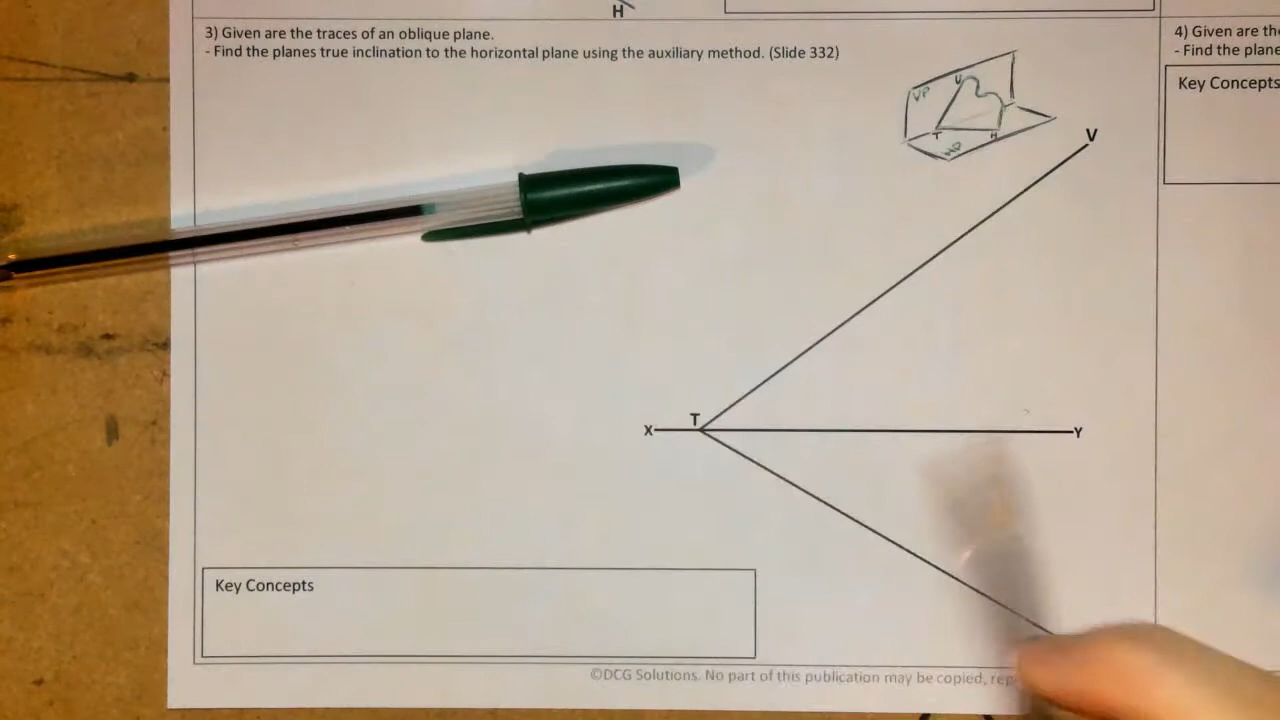 H
3) Given are the traces of an oblique plane.
- Find the planes true inclination to the horizontal plane using the auxiliary method. (Slide 332)
4) Given are the
- Find the plane
Key Concepts
VP
V
T
H
HP
V
T
X
Y
Key Concepts
©DCG Solutions. No part of this publication may be copied, rep